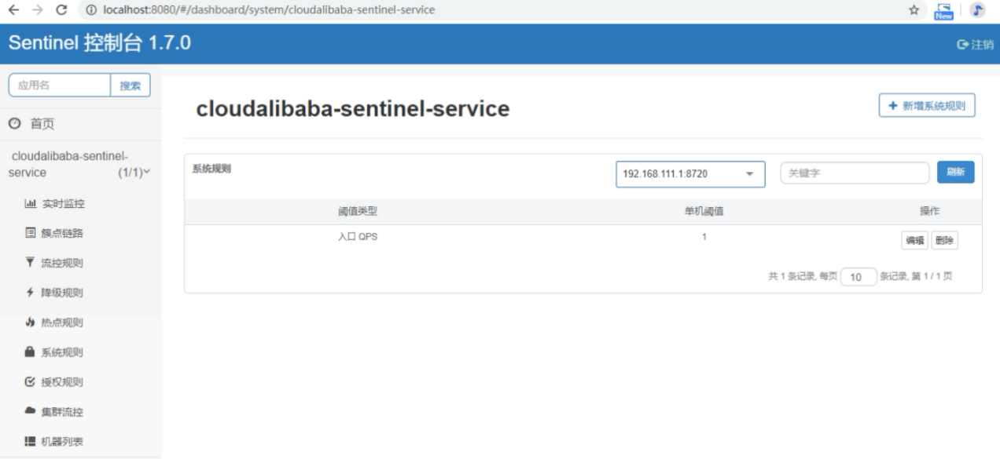 localhost:8080/#/dashboard/system/cloudalibaba-sentinel-service
New
Sentinel 控制台 1.7.0
注销
应用名
搜索
首页
cloudalibaba-sentinel-
service (1/1)
实时监控
簇点链路
流控规则
降级规则
热点规则
系统规则
授权规则
集群流控
机器列表
cloudalibaba-sentinel-service
+ 新增系统规则
系统规则 192.168.111.1:8720 关键字 刷新
阈值类型 单机阈值 操作
入口 QPS 1 编辑 删除
共 1 条记录, 每页 10 条记录, 第 1 / 1 页